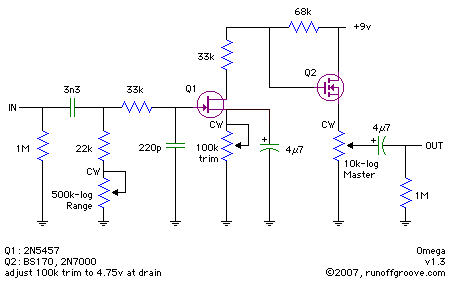 68k
+9v
33k
Q2
Q1
3n3
33k
IN
CW
CW
4µ7
OUT
1M
22k
220p
100k
trim
4µ7
10k-log
Master
CW
1M
500k-log
Range
Q1 : 2N5457
Q2 : BS170, 2N7000
adjust 100k trim to 4.75v at drain
Omega
v1.3
©2007, runoffgroove.com